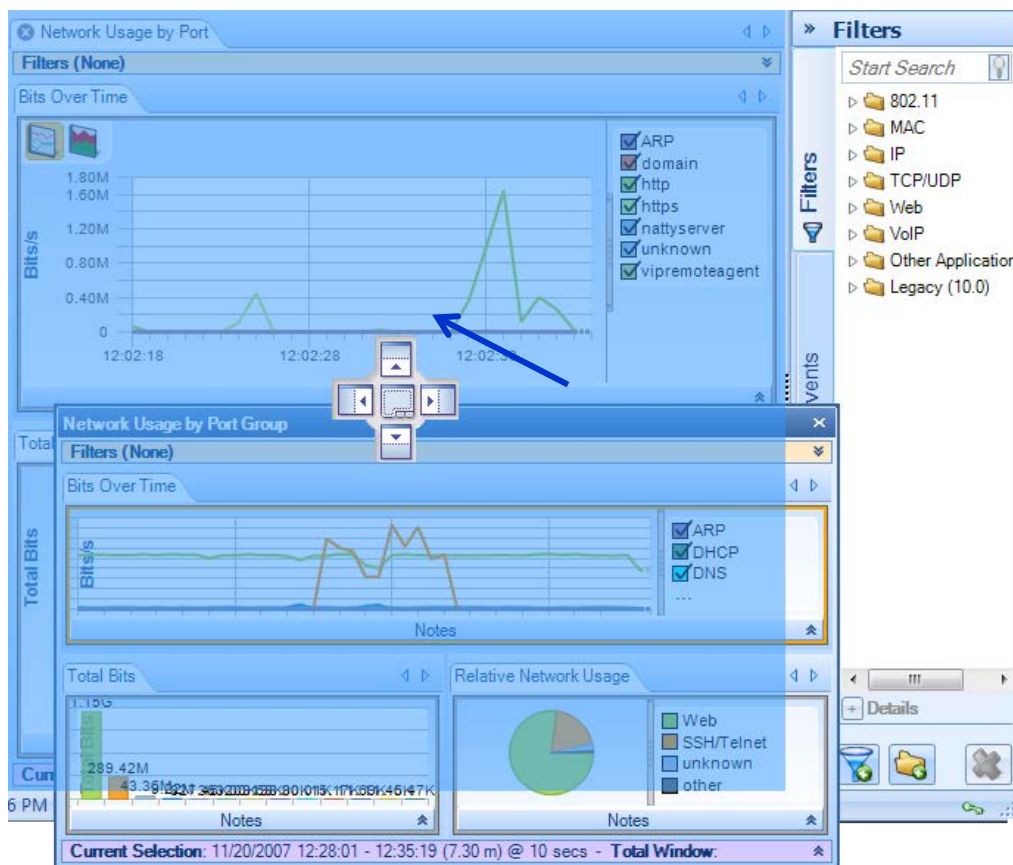 Network Usage by Port
Filters (None)
Bits Over Time
Bits/s
1.80M
1.60M
1.20M
0.80M
0.40M
0
12:02:18
12:02:28
ARP
domain
http
https
nattyserver
unknown
vipremoteagent
Filters
Start Search
802.11
MAC
IP
TCP/UDP
Web
VoIP
Other Application
Legacy (10.0)
Filters
Details
Total Bits
6 PM
Network Usage by Port Group
Filters (None)
Bits Over Time
Bits/s
ARP
DHCP
DNS
...
Notes
Total Bits
Total Bits
289.42M
Notes
Relative Network Usage
Web
SSH/Telnet
unknown
other
Notes
Current Selection: 11/20/2007 12:28:01 - 12:35:19 (7.30 m) @ 10 secs - Total Window: